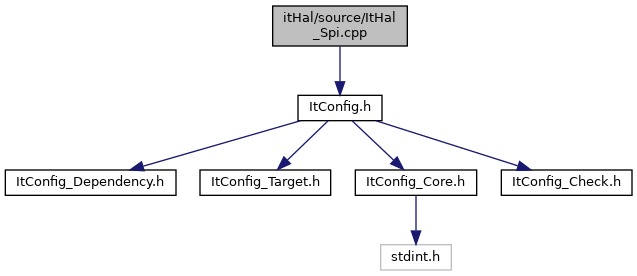 itHal/source/ItHal
_Spi.cpp
ItConfig.h
ItConfig_Dependency.h
ItConfig_Target.h
ItConfig_Core.h
ItConfig_Check.h
stdint.h